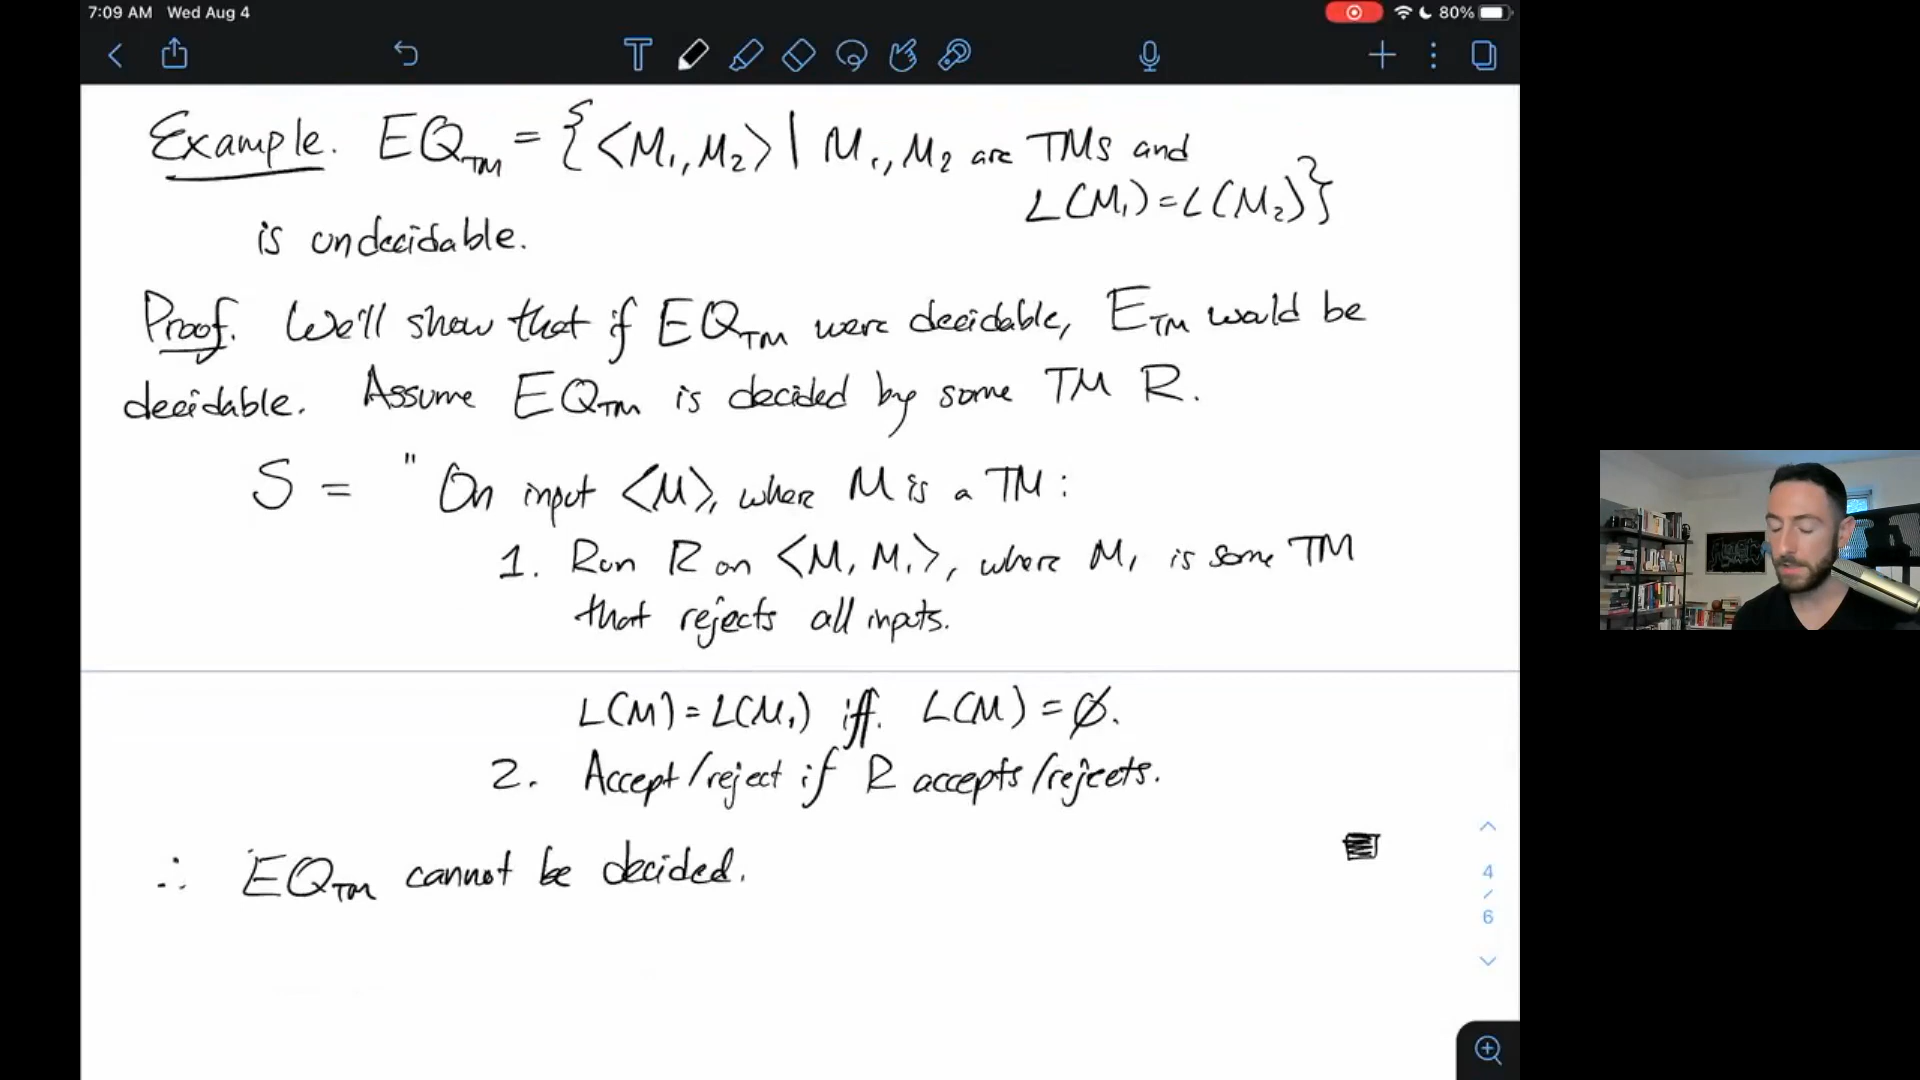 7:09 AM Wed Aug 4
80%
Example. EQ_TM = {<M₁, M₂> | M₁, M₂ are TMs and
L(M₁) = L(M₂)}
is undecidable.
Proof. We'll show that if EQ_TM were decidable, E_TM would be
decidable. Assume EQ_TM is decided by some TM R.
S = "On input <M>, where M is a TM:
1. Run R on <M, M₁>, where M₁ is some TM
that rejects all inputs.
L(M) = L(M₁) iff. L(M) = ∅.
2. Accept/reject if R accepts/rejects.
∴ EQ_TM cannot be decided.
4
/
6